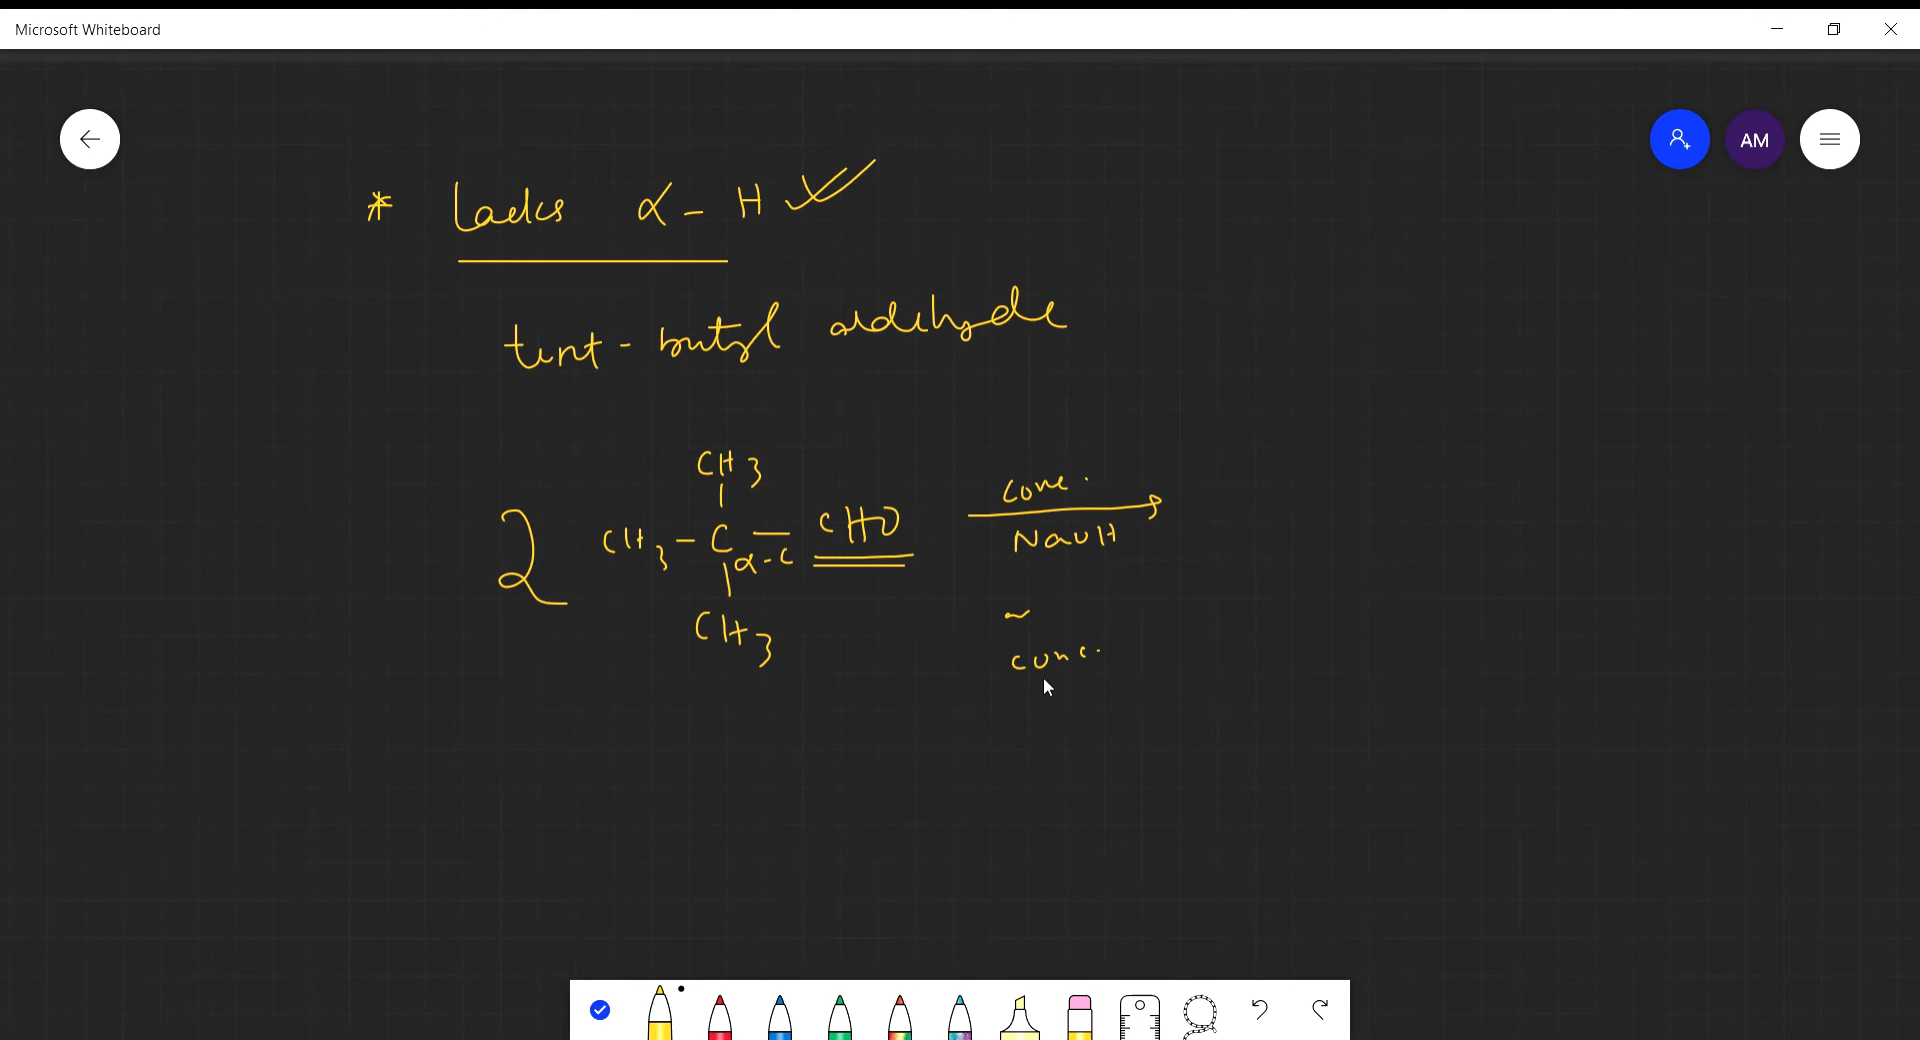 Microsoft Whiteboard
AM
* Lacks α - H
tert - butyl aldehyde
CH3
2 CH3 - C - CHO conc.
α - C NaOH
CH3
~
conc.